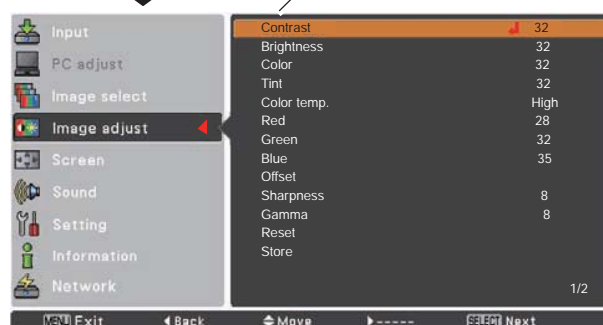 Input
PC adjust
Image select
Image adjust
Screen
Sound
Setting
Information
Network
Contrast 32
Brightness 32
Color 32
Tint 32
Color temp. High
Red 28
Green 32
Blue 35
Offset
Sharpness 8
Gamma 8
Reset
Store
1/2
MENU Exit ◀Back ◆Move ▶----- SELECT Next